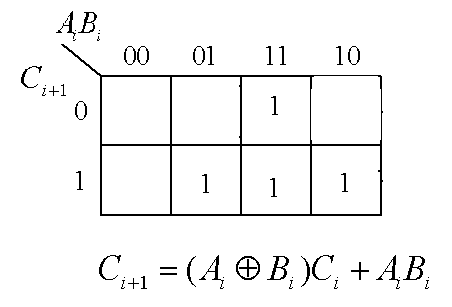 AᵢBᵢ
00 01 11 10
Cᵢ₊₁
0 1
1 1 1 1
Cᵢ₊₁ = (Aᵢ ⊕ Bᵢ)Cᵢ + AᵢBᵢ